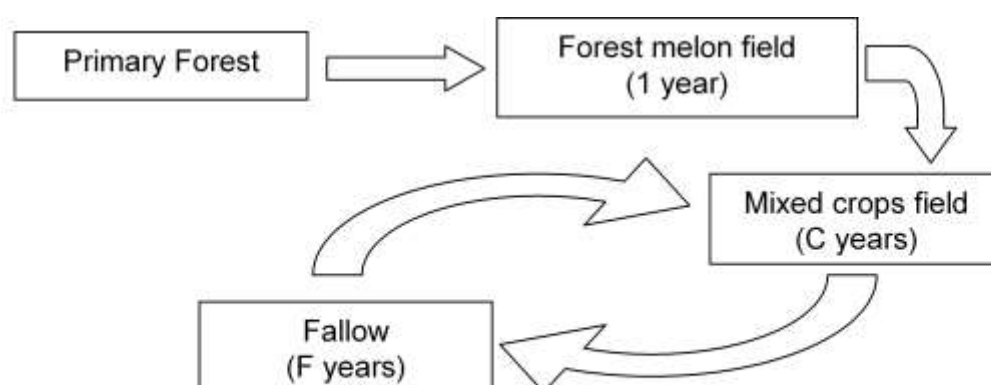 Primary Forest
Forest melon field
(1 year)
Mixed crops field
(C years)
Fallow
(F years)